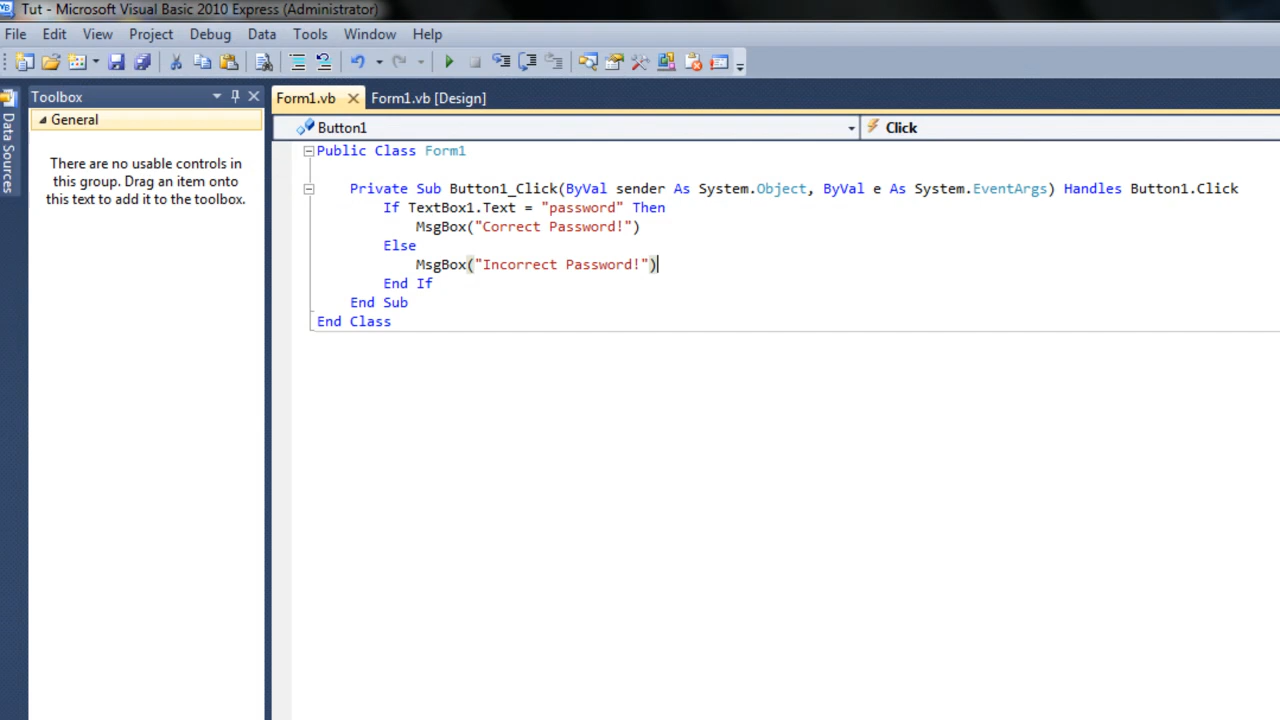 Tut - Microsoft Visual Basic 2010 Express (Administrator)
File Edit View Project Debug Data Tools Window Help
Toolbox
Form1.vb
Form1.vb [Design]
Data Sources
General
There are no usable controls in
this group. Drag an item onto
this text to add it to the toolbox.
Button1
Click
Public Class Form1
Private Sub Button1_Click(ByVal sender As System.Object, ByVal e As System.EventArgs) Handles Button1.Click
If TextBox1.Text = "password" Then
MsgBox("Correct Password!")
Else
MsgBox("Incorrect Password!")
End If
End Sub
End Class